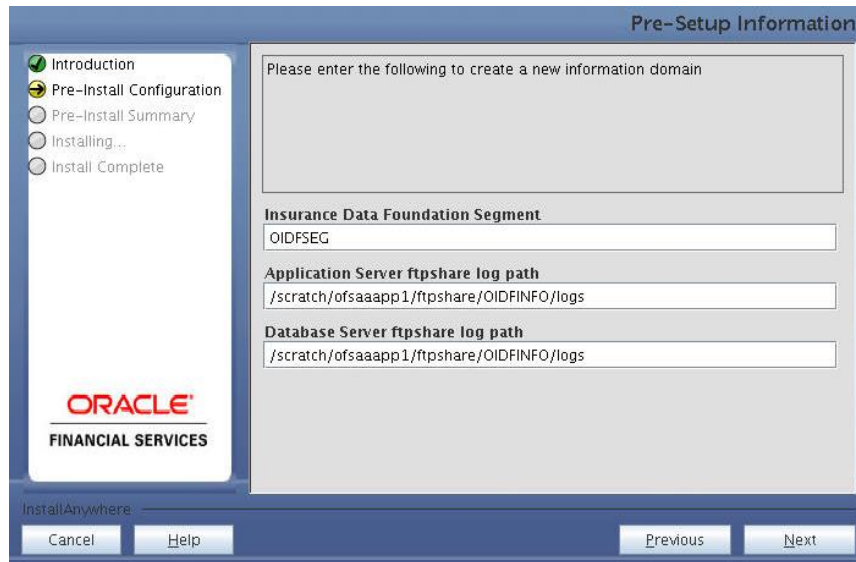 Pre-Setup Information
Introduction
Pre-Install Configuration
Pre-Install Summary
Installing...
Install Complete
ORACLE'
FINANCIAL SERVICES
Please enter the following to create a new information domain
Insurance Data Foundation Segment
OIDFSEG
Application Server ftpshare log path
/scratch/ofsaaapp1/ftpshare/OIDFINFO/logs
Database Server ftpshare log path
/scratch/ofsaaapp1/ftpshare/OIDFINFO/logs
InstallAnywhere
Cancel Help Previous Next